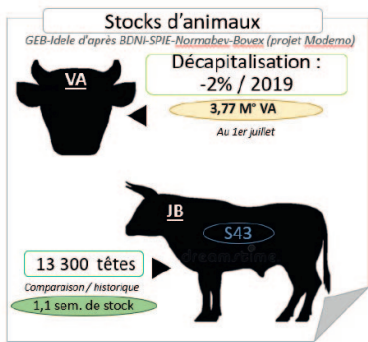 Stocks d'animaux
GEB-Idele d'après BDNI-SPIE-Normabev-Bovex (projet Modemo)
VA
Décapitalisation :
-2% / 2019
3,77 M° VA
Au 1er juillet
JB
S43
dreamstime
13 300 têtes
Comparaison / historique
1,1 sem. de stock